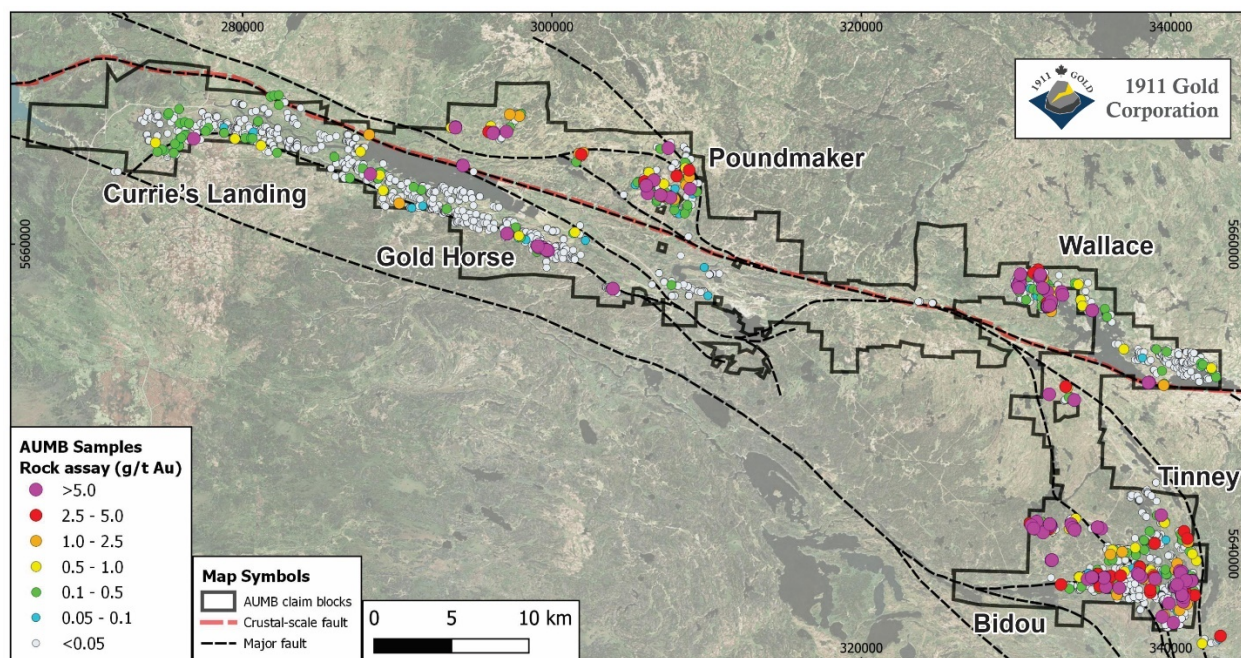 280000
300000
320000
340000
1911 GOLD
1911 Gold
Corporation
Poundmaker
Currie's Landing
5660000
Gold Horse
Wallace
5660000
Tinney
AUMB Samples
Rock assay (g/t Au)
>5.0
2.5 - 5.0
1.0 - 2.5
0.5 - 1.0
0.1 - 0.5
0.05 - 0.1
<0.05
Map Symbols
AUMB claim blocks
Crustal-scale fault
Major fault
0 5 10 km
5640000
Bidou
320000
340000